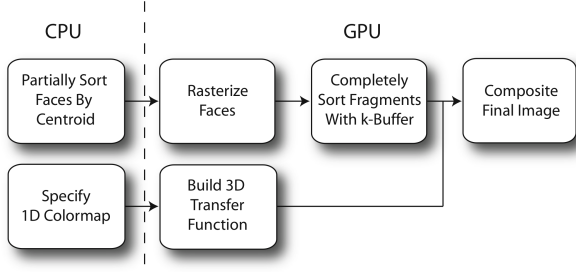 CPU
GPU
Partially Sort
Faces By
Centroid
Rasterize
Faces
Completely
Sort Fragments
With k-Buffer
Composite
Final Image
Specify
1D Colormap
Build 3D
Transfer
Function